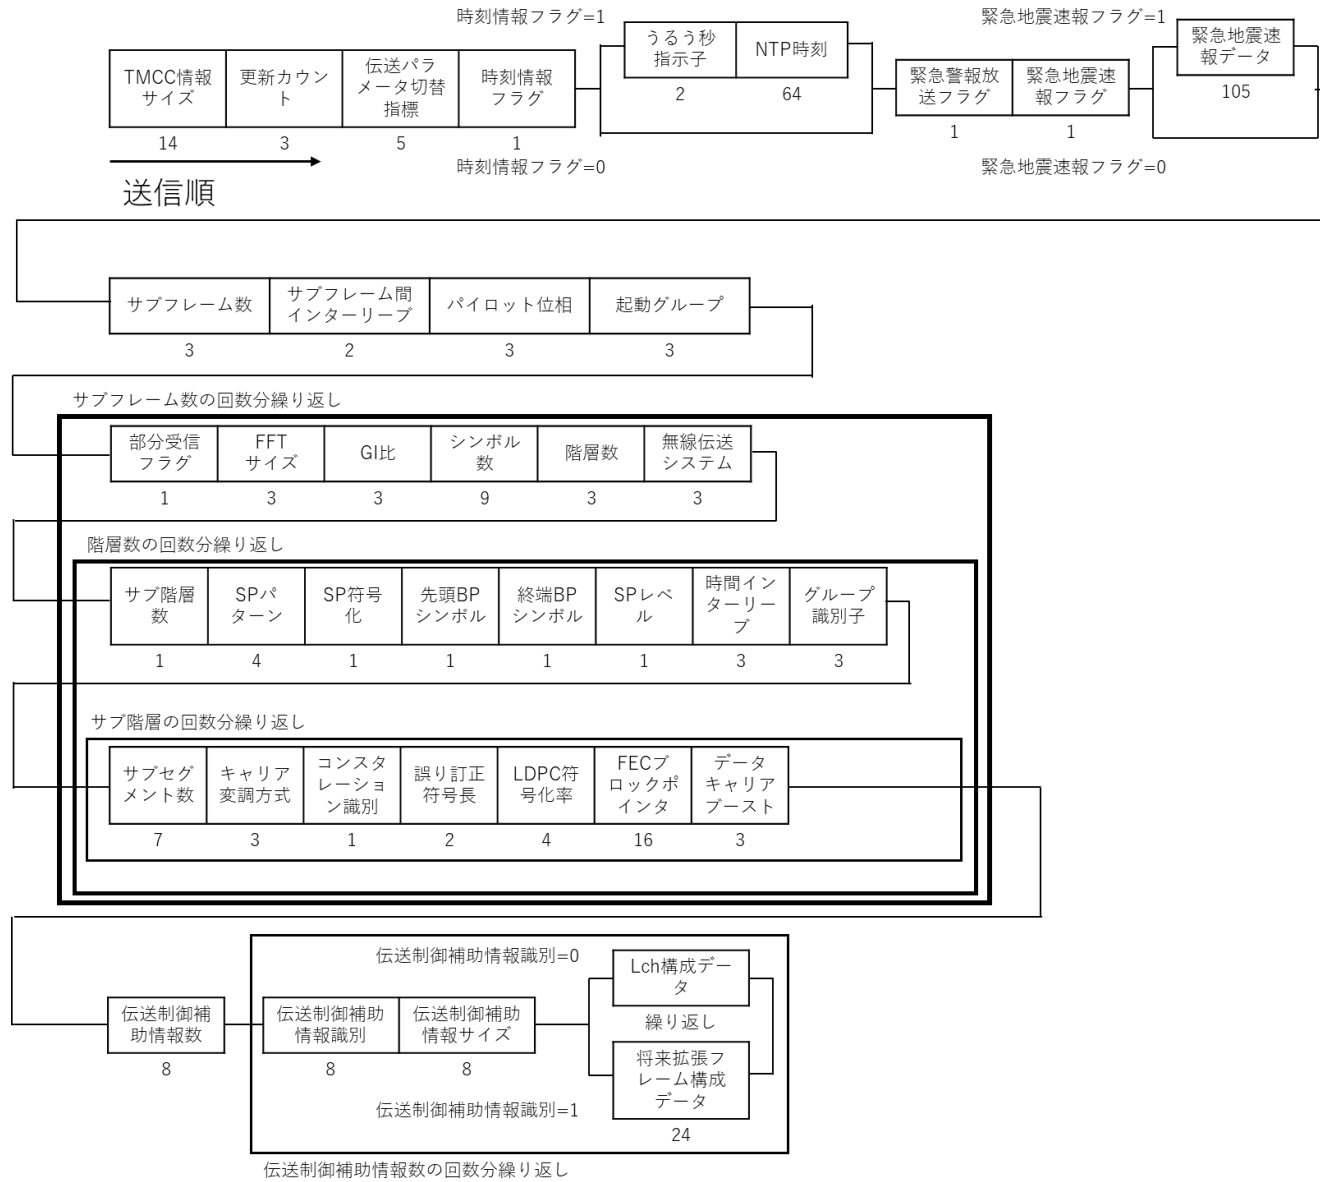 時刻情報フラグ=1
緊急地震速報フラグ=1
TMCC情報
サイズ
更新カウン
ト
伝送パラ
メータ切替
指標
時刻情報
フラグ
うるう秒
指示子
NTP時刻
緊急警報放
送フラグ
緊急地震速
報フラグ
緊急地震速
報データ
14
3
5
1
2
64
1
1
105
時刻情報フラグ=0
緊急地震速報フラグ=0
送信順
サブフレーム数
サブフレーム間
インターリーブ
パイロット位相
起動グループ
3
2
3
3
サブフレーム数の回数分繰り返し
部分受信
フラグ
FFT
サイズ
GI比
シンボル
数
階層数
無線伝送
システム
1
3
3
9
3
3
階層数の回数分繰り返し
サブ階層
数
SPパ
ターン
SP符号
化
先頭BP
シンボル
終端BP
シンボル
SPレベ
ル
時間イン
ターリー
ブ
グループ
識別子
1
4
1
1
1
1
3
3
サブ階層の回数分繰り返し
サブセグ
メント数
キャリア
変調方式
コンスタ
レーショ
ン識別
誤り訂正
符号長
LDPC符
号化率
FECブ
ロックポ
インタ
データ
キャリア
ブースト
7
3
1
2
4
16
3
伝送制御補助情報識別=0
伝送制御補
助情報数
8
伝送制御補助
情報識別
8
伝送制御補助
情報サイズ
8
Lch構成デー
タ
繰り返し
将来拡張フ
レーム構成
データ
24
伝送制御補助情報識別=1
伝送制御補助情報数の回数分繰り返し